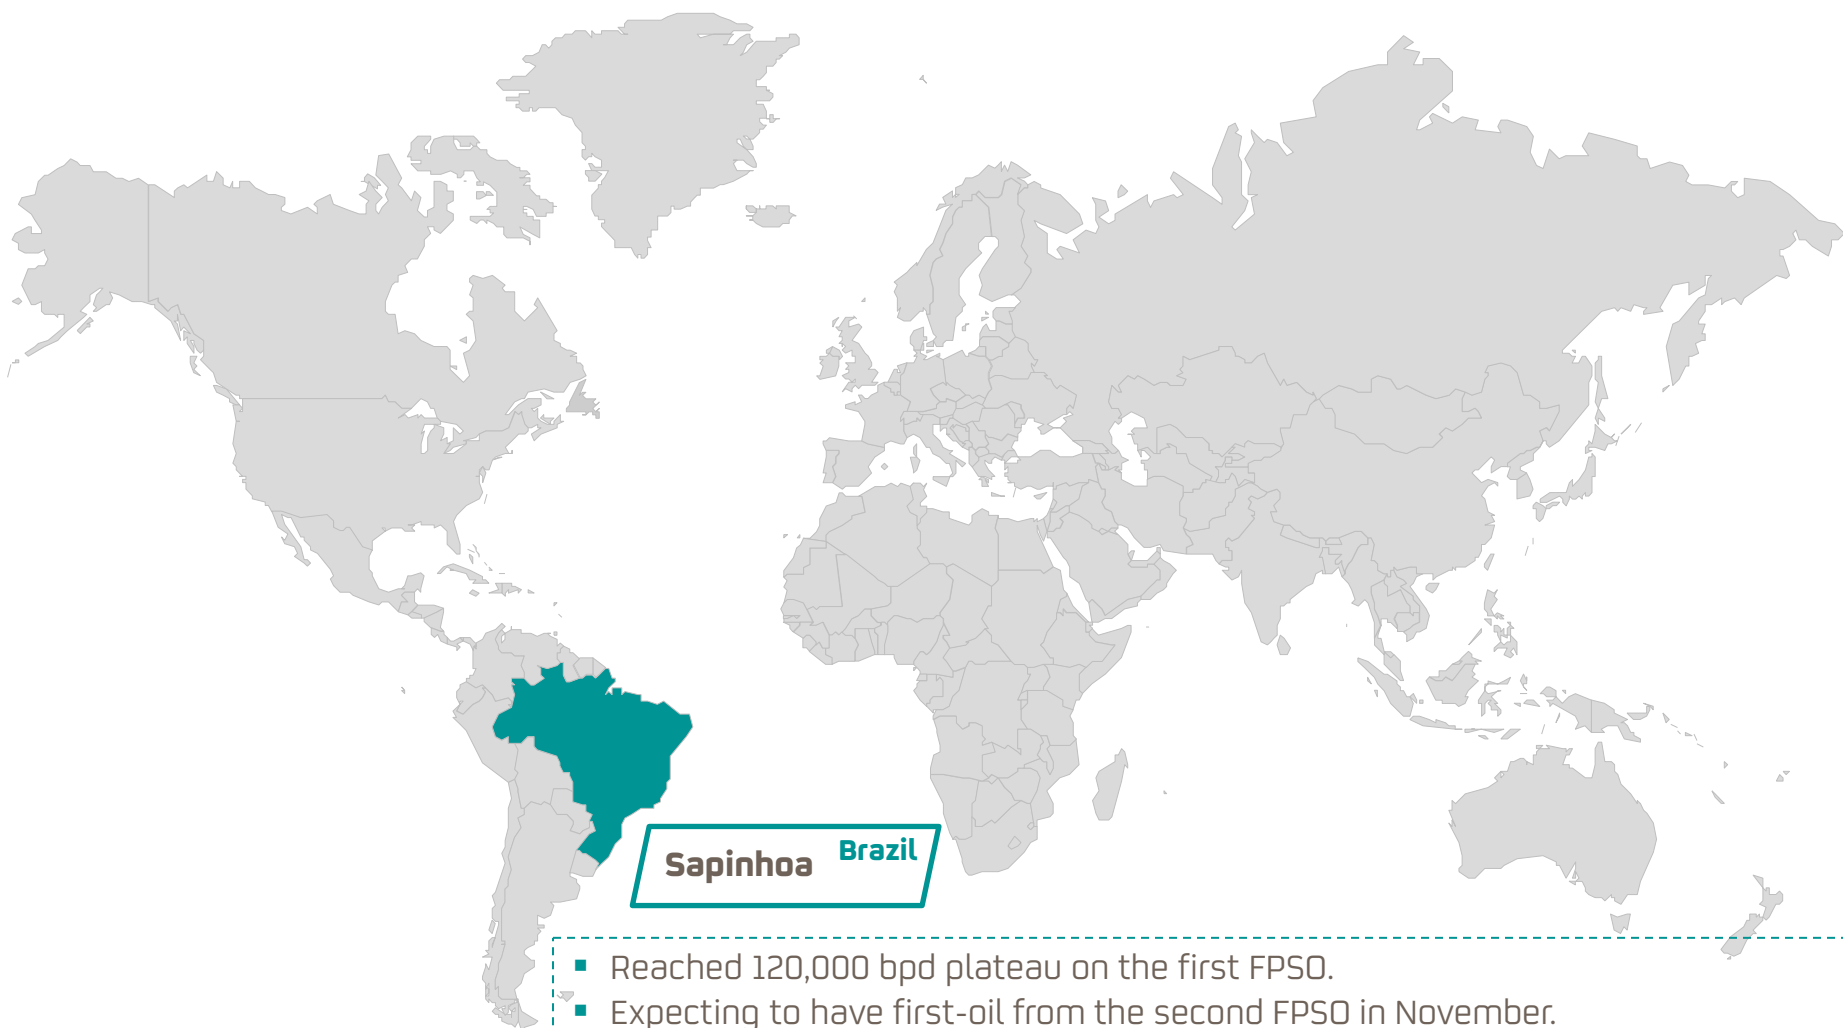 Sapinhoa Brazil
Reached 120,000 bpd plateau on the first FPSO.
Expecting to have first-oil from the second FPSO in November.